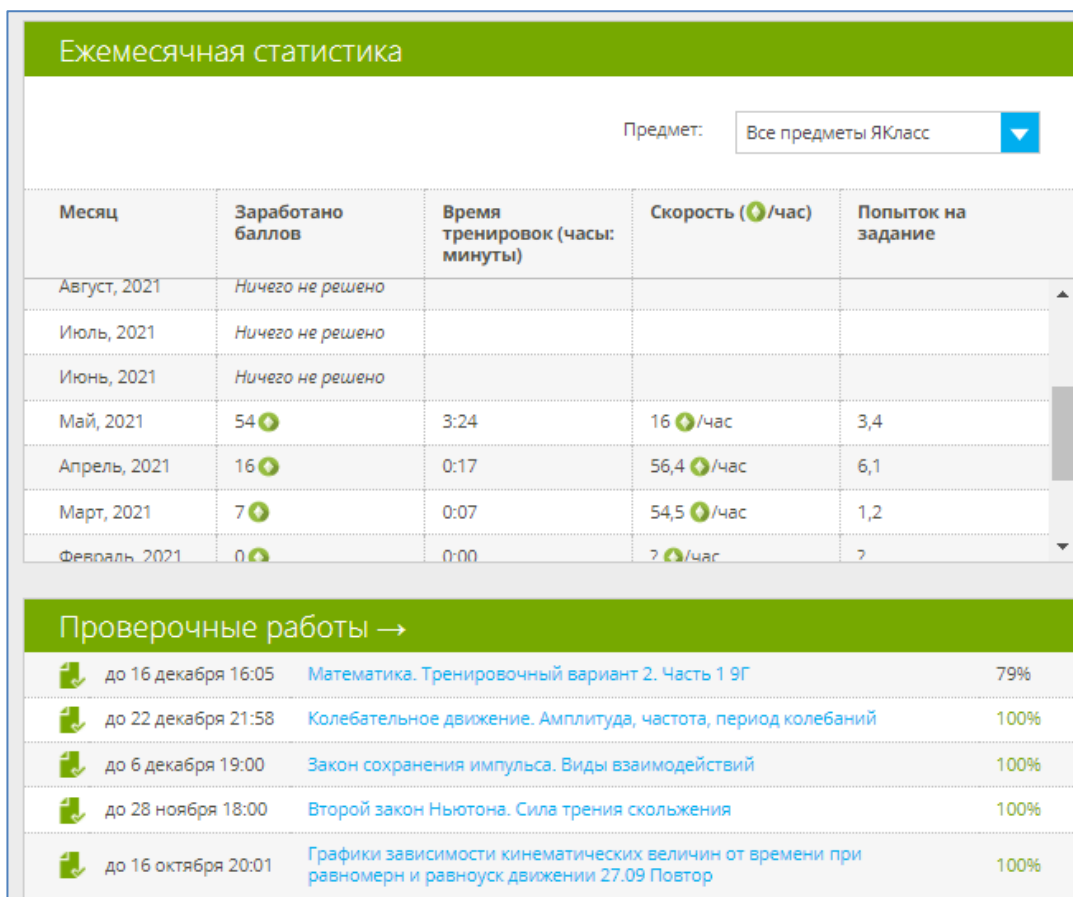 Ежемесячная статистика
Предмет: Все предметы ЯКласс
Месяц Заработано баллов Время тренировок (часы: минуты) Скорость (/час) Попыток на задание
Август, 2021 Ничего не решено
Июль, 2021 Ничего не решено
Июнь, 2021 Ничего не решено
Май, 2021 54 3:24 16 /час 3,4
Апрель, 2021 16 0:17 56,4 /час 6,1
Март, 2021 7 0:07 54,5 /час 1,2
Февраль, 2021 0 0:00 ? /час ?
Проверочные работы →
до 16 декабря 16:05 Математика. Тренировочный вариант 2. Часть 1 9Г 79%
до 22 декабря 21:58 Колебательное движение. Амплитуда, частота, период колебаний 100%
до 6 декабря 19:00 Закон сохранения импульса. Виды взаимодействий 100%
до 28 ноября 18:00 Второй закон Ньютона. Сила трения скольжения 100%
до 16 октября 20:01 Графики зависимости кинематических величин от времени при
равномерн и равноуск движении 27.09 Повтор 100%